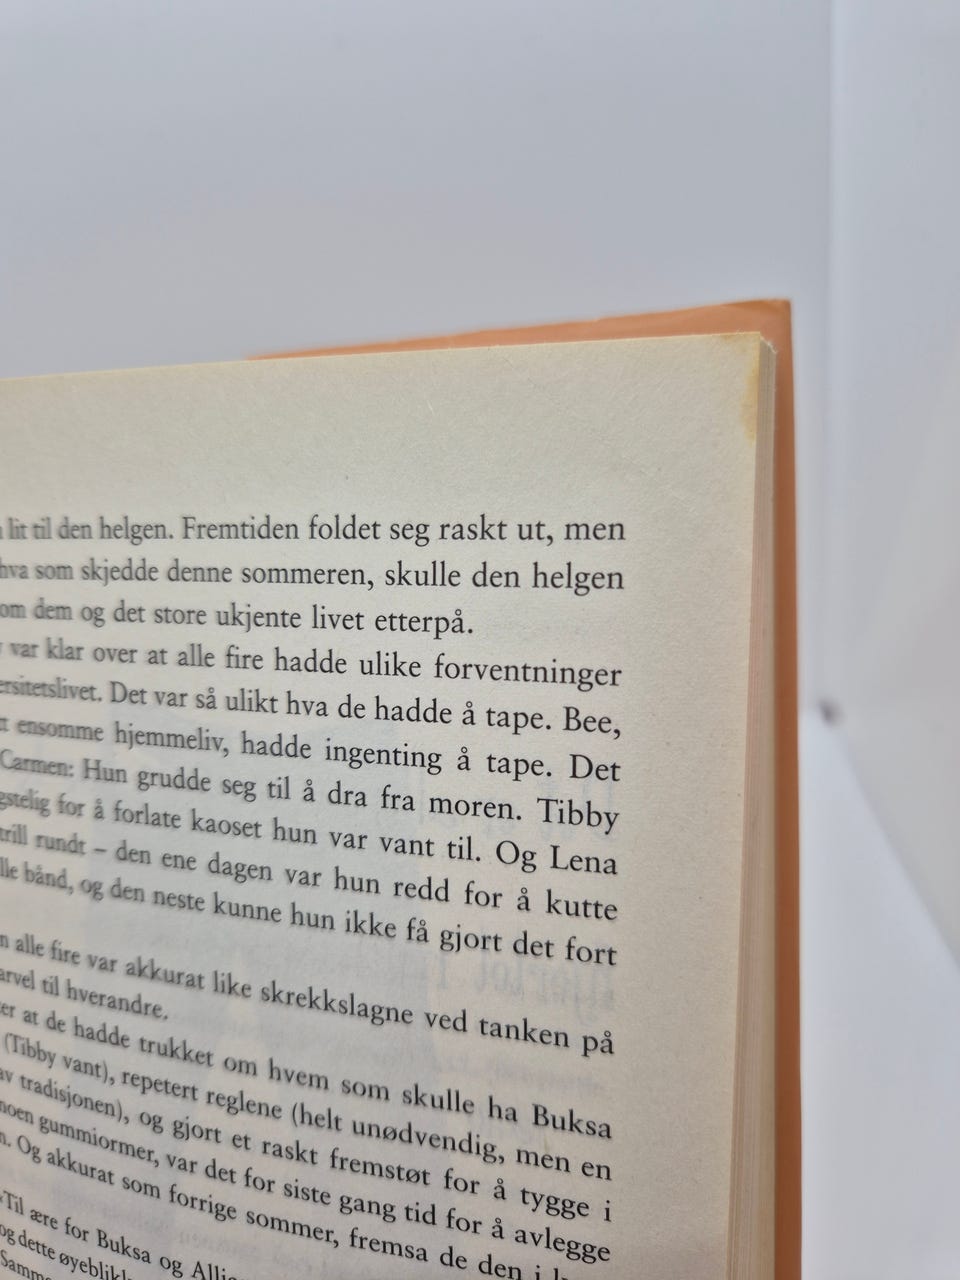 lit til den helgen. Fremtiden foldet seg raskt ut, men
hva som skjedde denne sommeren, skulle den helgen
om dem og det store ukjente livet etterpå.
var klar over at alle fire hadde ulike forventninger
ersitetslivet. Det var så ulikt hva de hadde å tape. Bee,
tt ensomme hjemmeliv, hadde ingenting å tape. Det
Carmen: Hun grudde seg til å dra fra moren. Tibby
gstelig for å forlate kaoset hun var vant til. Og Lena
trill rundt – den ene dagen var hun redd for å kutte
lle bånd, og den neste kunne hun ikke få gjort det fort
n alle fire var akkurat like skrekkslagne ved tanken på
arvel til hverandre.
er at de hadde trukket om hvem som skulle ha Buksa
(Tibby vant), repetert reglene (helt unødvendig, men en
av tradisjonen), og gjort et raskt fremstøt for å tygge i
noen gummiormer, var det for siste gang tid for å avlegge
n. Og akkurat som forrige sommer, fremsa de den i
«Til ære for Buksa og
og dette øyeblikk